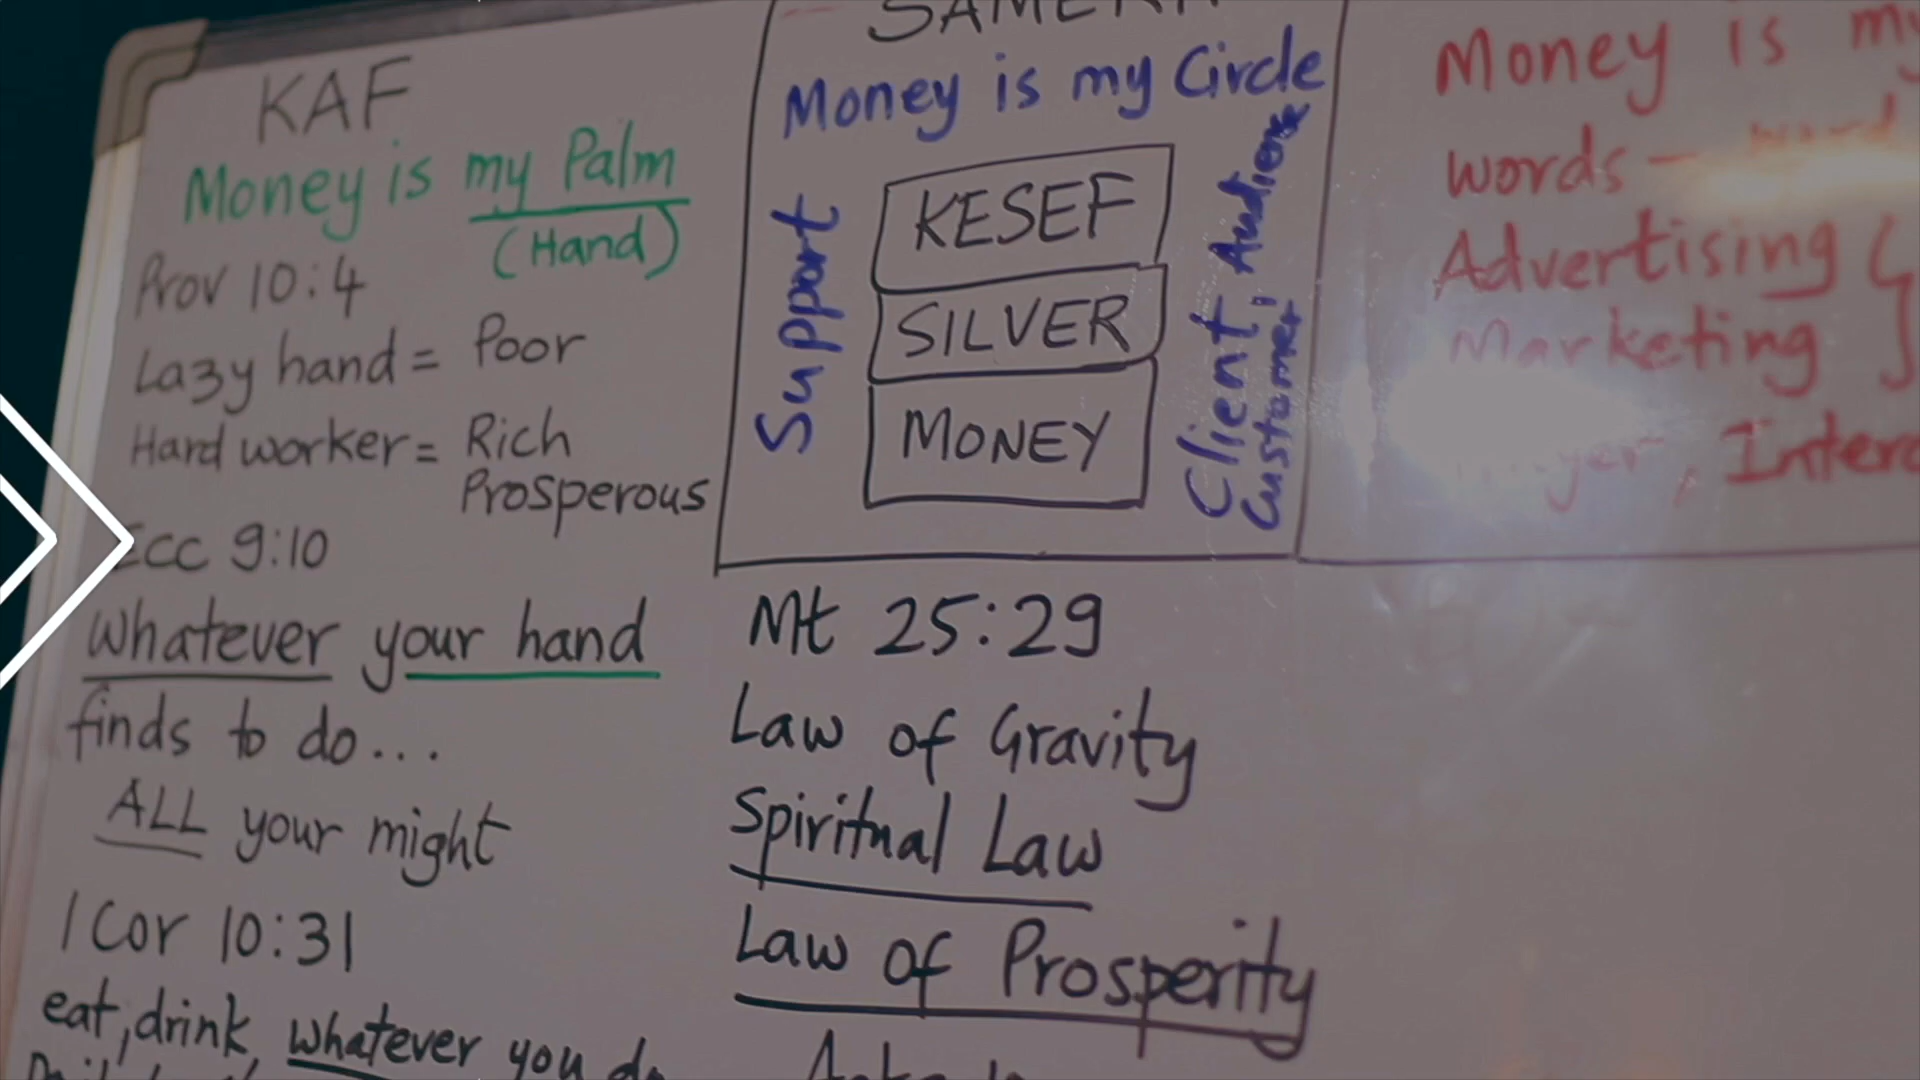 KAF
Money is my Palm
(Hand)
Prov 10:4
Lazy hand = Poor
Hard worker = Rich
Prosperous
Ecc 9:10
Whatever your hand
finds to do...
ALL your might
1 Cor 10:31
eat, drink, whatever you do
Money is my Circle
Support
KESEF
SILVER
MONEY
Client, Audience
Customer
Mt 25:29
Law of Gravity
Spiritual Law
Law of Prosperity
Money is my
words -
Advertising
Marketing